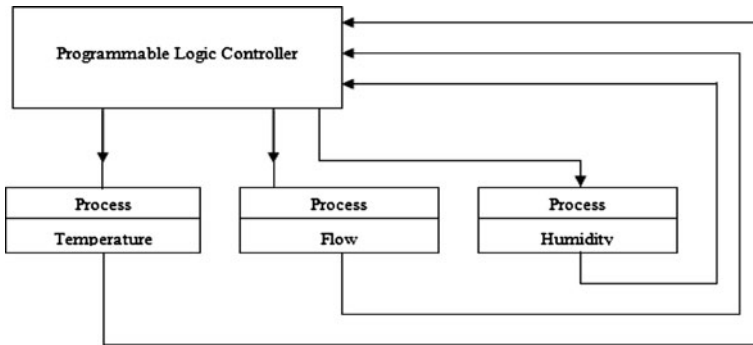 Programmable Logic Controller
Process
Process
Process
Temperature
Flow
Humidity